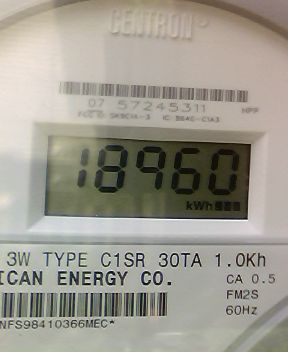 CENTRON
07 57245311 HPP
18960
kWh
3W TYPE C1SR 30TA 1.0Kh
ICAN ENERGY CO. CA 0.5
FM2S
60Hz
NFS98410366MEC*